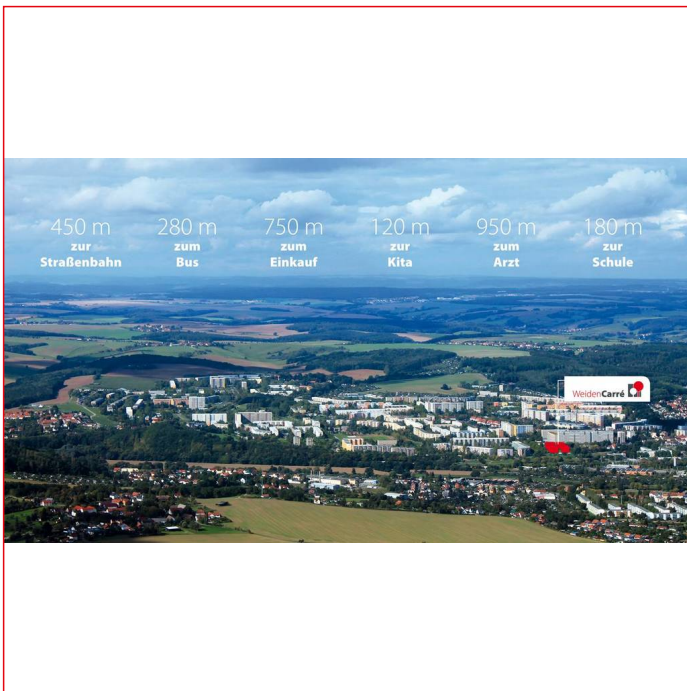 450 m
zur
Straßenbahn
280 m
zum
Bus
750 m
zum
Einkauf
120 m
zur
Kita
950 m
zum
Arzt
180 m
zur
Schule
WeidenCarré